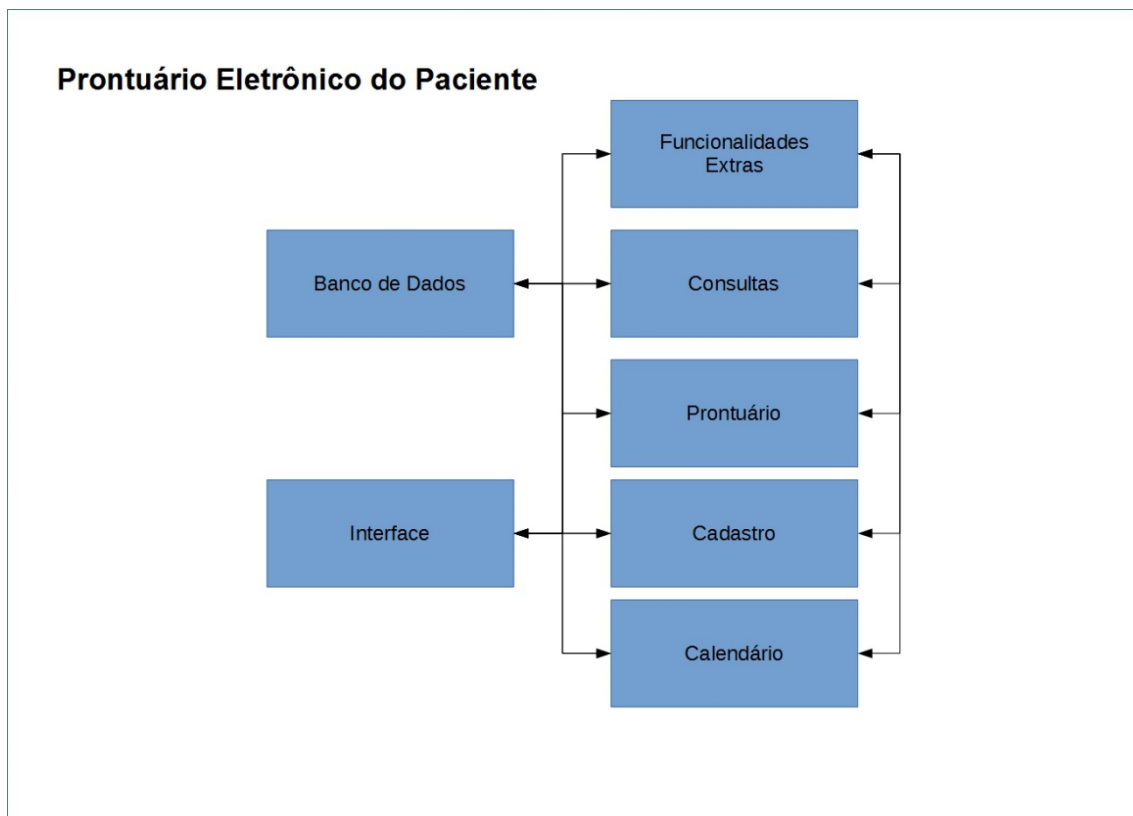 Prontuário Eletrônico do Paciente
Funcionalidades
Extras
Banco de Dados
Consultas
Prontuário
Interface
Cadastro
Calendário